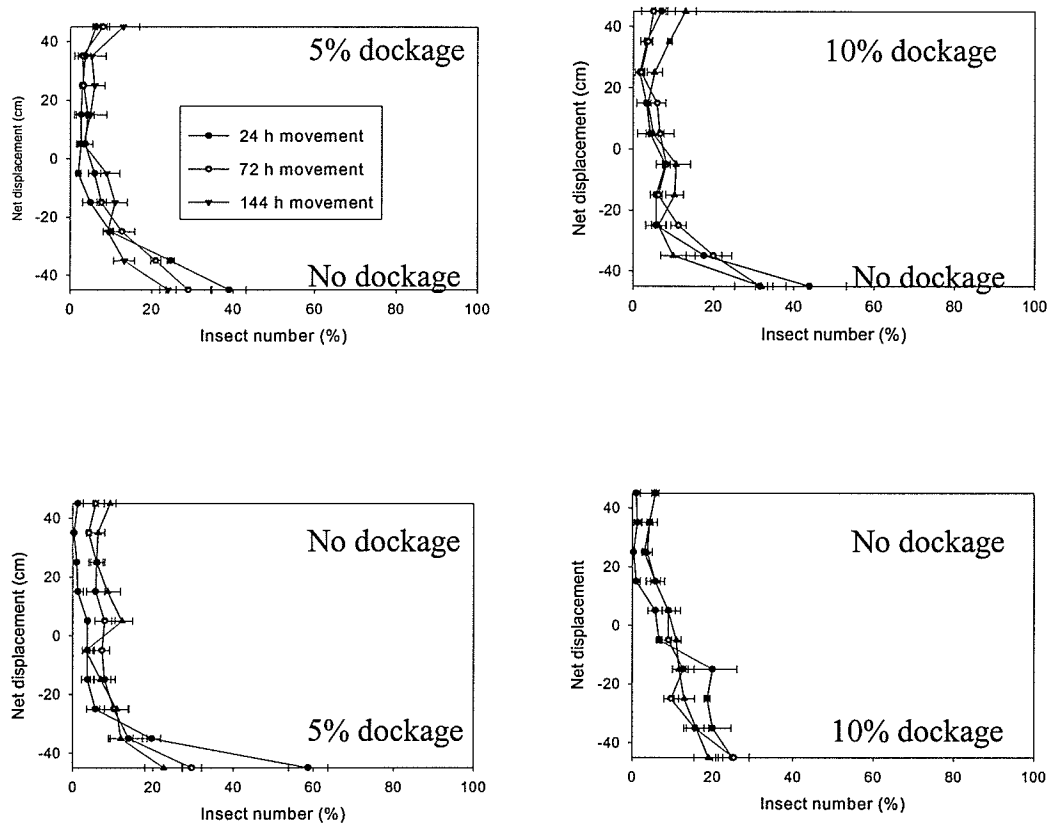 5% dockage
24 h movement
72 h movement
144 h movement
No dockage
Net displacement (cm)
40
20
0
-20
-40
0
20
40
60
80
100
Insect number (%)
10% dockage
No dockage
Net displacement (cm)
40
20
0
-20
-40
0
20
40
60
80
100
Insect number (%)
No dockage
5% dockage
Net displacement (cm)
40
20
0
-20
-40
0
20
40
60
80
100
Insect number (%)
No dockage
10% dockage
Net displacement
40
20
0
-20
-40
0
20
40
60
80
100
Insect number (%)